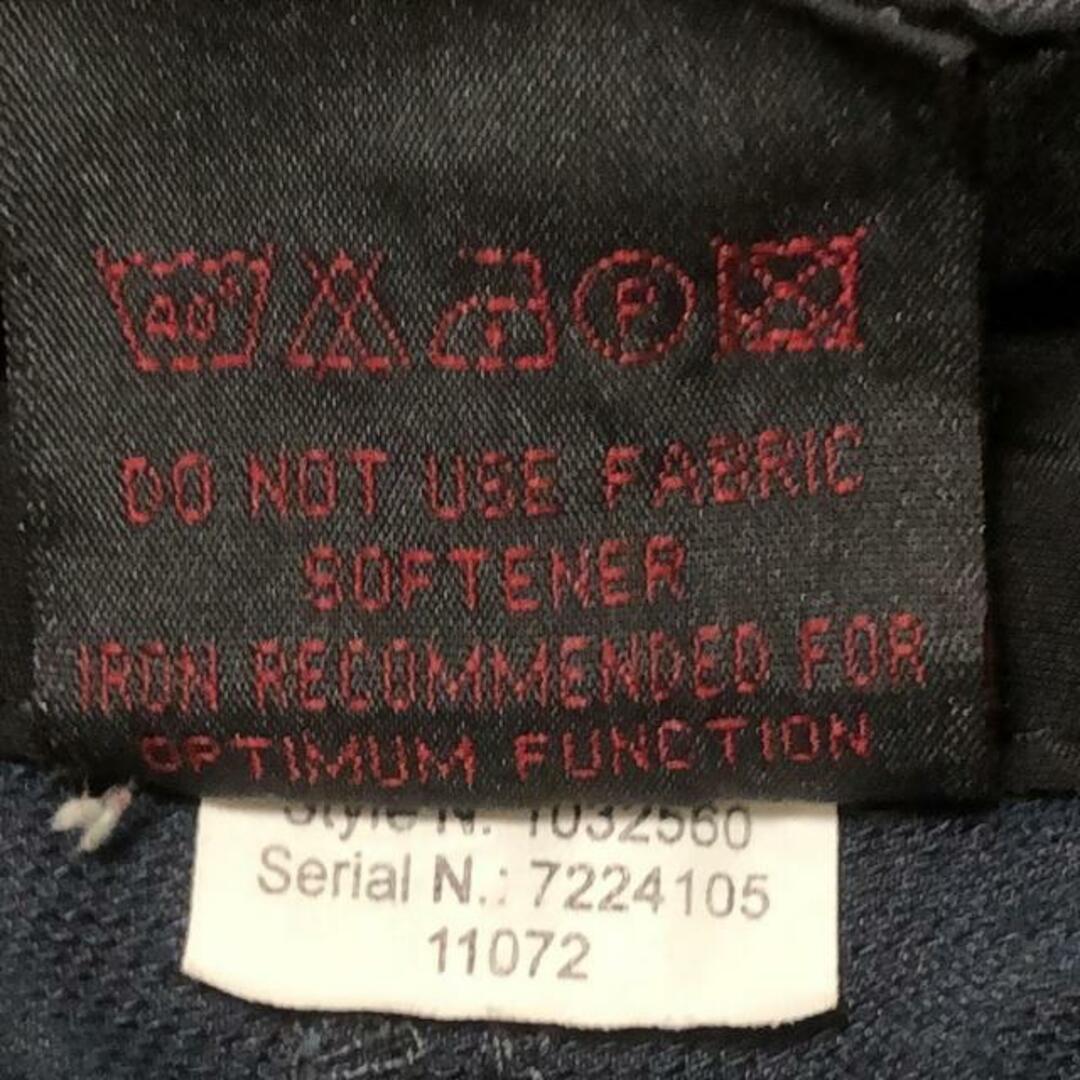 40°
P
DO NOT USE FABRIC
SOFTENER
IRON RECOMMENDED FOR
OPTIMUM FUNCTION
Style N. 1032560
Serial N.: 7224105
11072